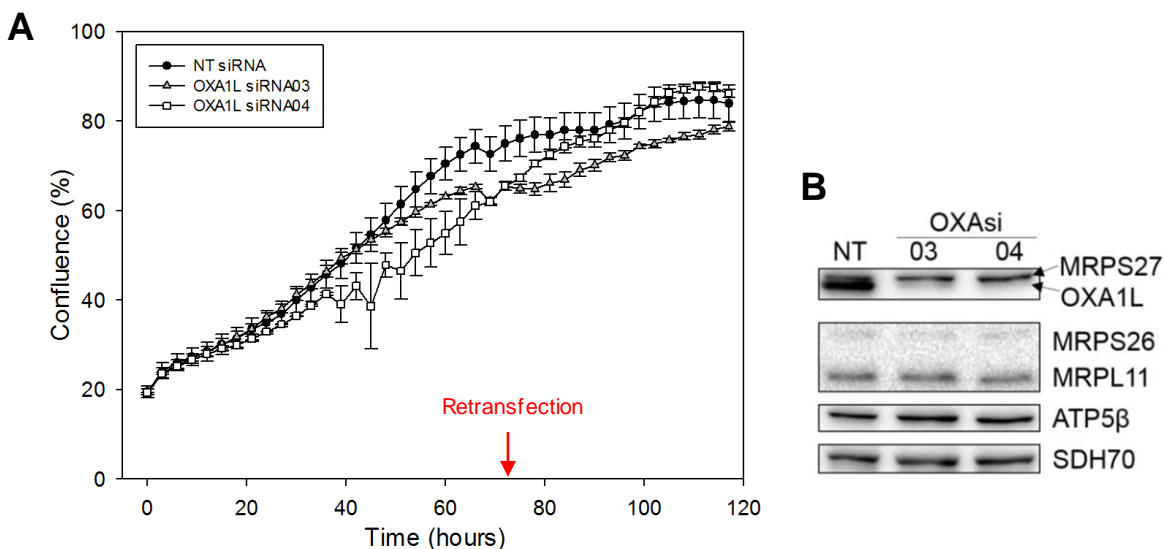 A
100
80
60
40
20
0
Confluence (%)
NT siRNA
OXA1L siRNA03
OXA1L siRNA04
Retransfection
0 20 40 60 80 100 120
Time (hours)
B
OXAsi
NT 03 04
MRPS27
OXA1L
MRPS26
MRPL11
ATP5β
SDH70